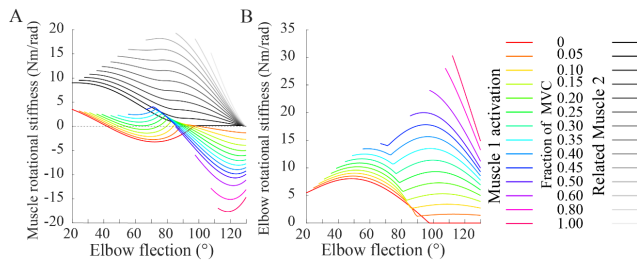 A
Muscle rotational stiffness (Nm/rad)
20
15
10
5
0
-5
-10
-15
-20
20 40 60 80 100 120
Elbow flection (°)
B
Elbow rotational stiffness (Nm/rad)
35
30
25
20
15
10
5
0
20 40 60 80 100 120
Elbow flection (°)
Muscle 1 activation
Fraction of MVC
Related Muscle 2
0
0.05
0.10
0.15
0.20
0.25
0.30
0.35
0.40
0.45
0.50
0.60
0.80
1.00